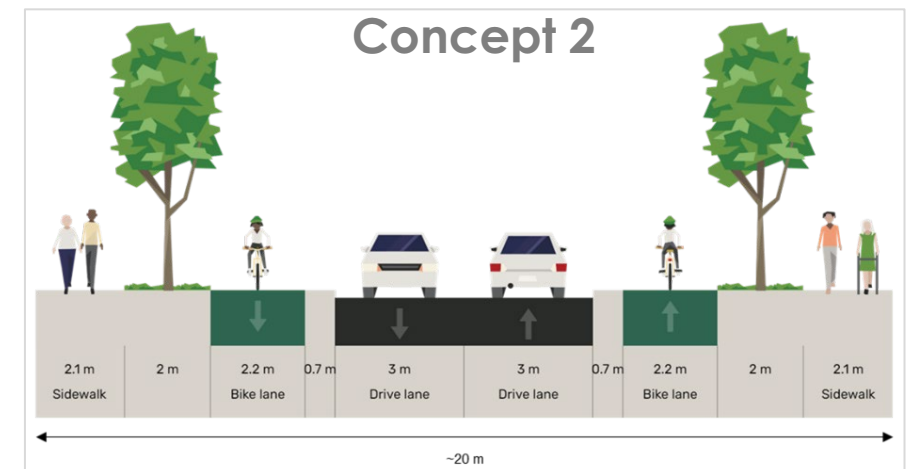 Concept 2
2.1 m 2 m 2.2 m 0.7 m 3 m 3 m 0.7 m 2.2 m 2 m 2.1 m
Sidewalk Bike lane Drive lane Drive lane Bike lane Sidewalk
~20 m